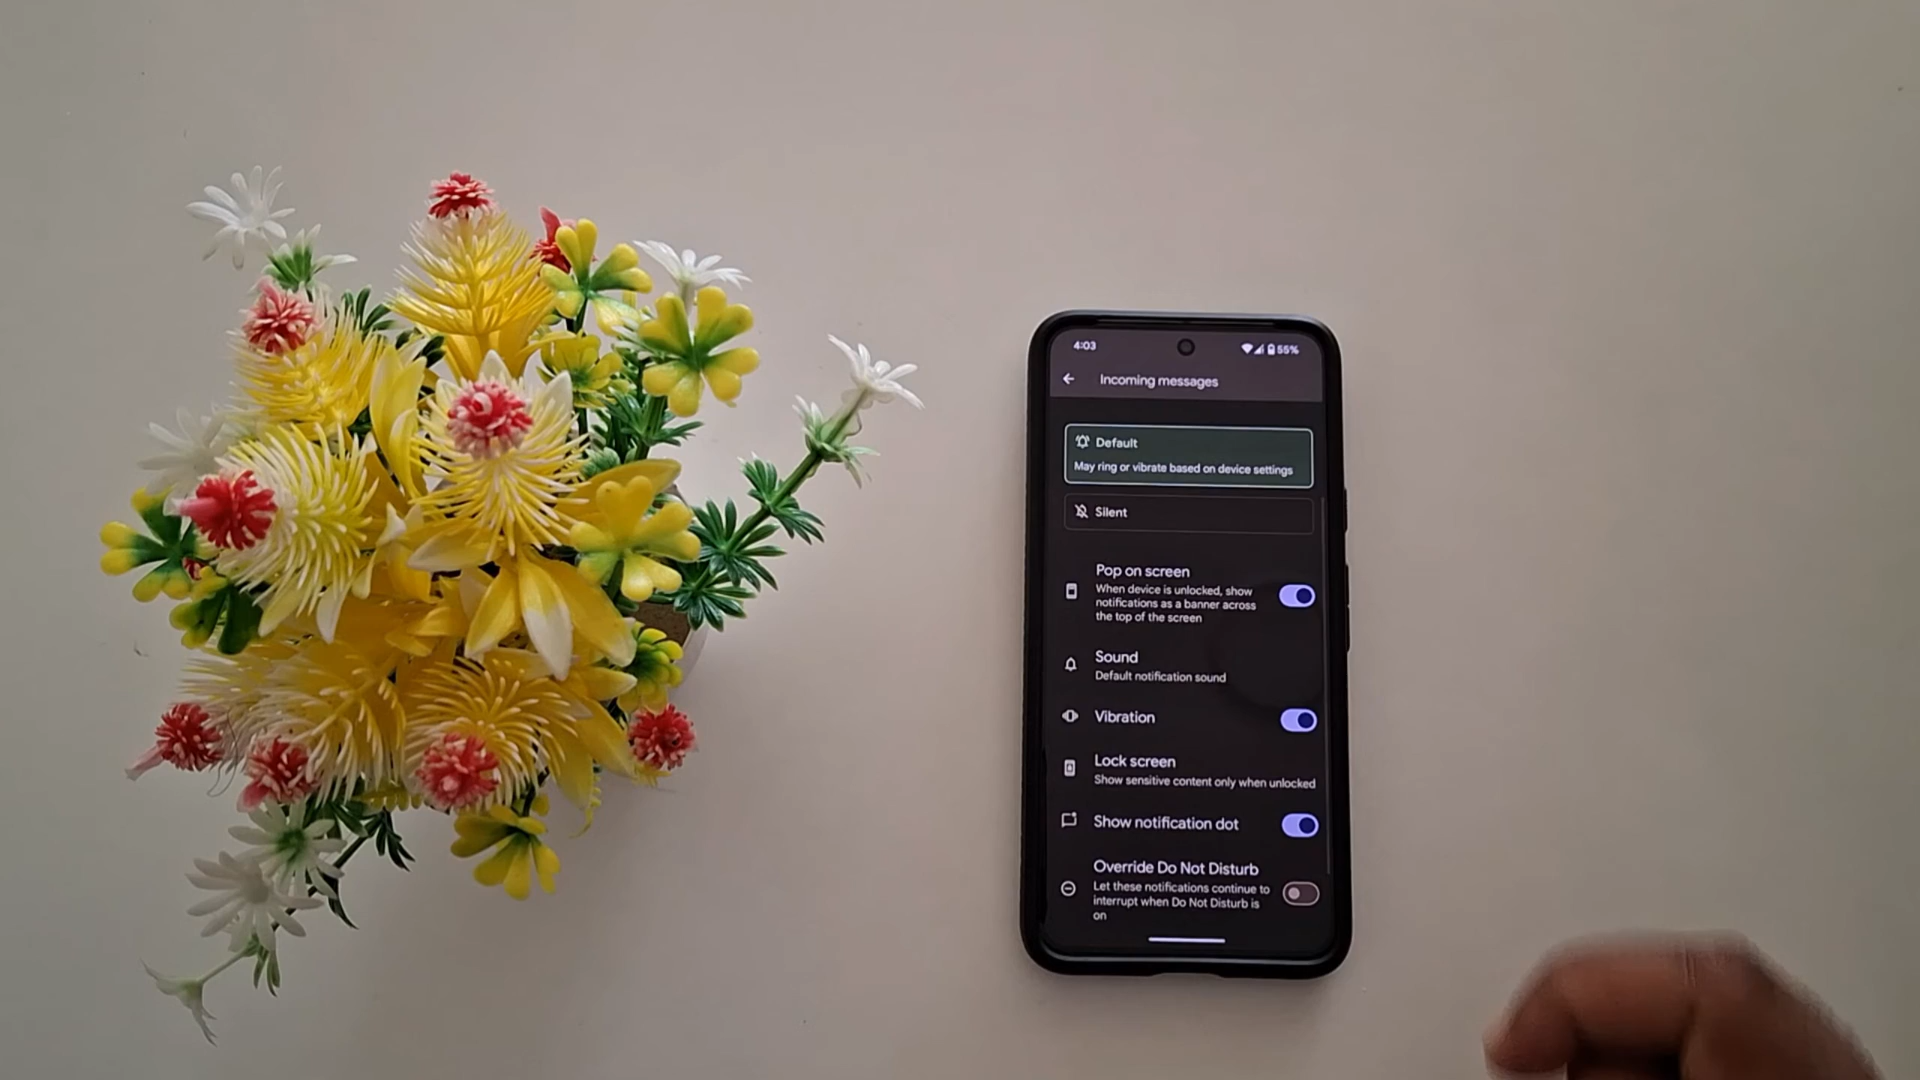 4:03
55%
Incoming messages
Default
May ring or vibrate based on device settings
Silent
Pop on screen
When device is unlocked, show
notifications as a banner across
the top of the screen
Sound
Default notification sound
Vibration
Lock screen
Show sensitive content only when unlocked
Show notification dot
Override Do Not Disturb
Let these notifications continue to
interrupt when Do Not Disturb is
on